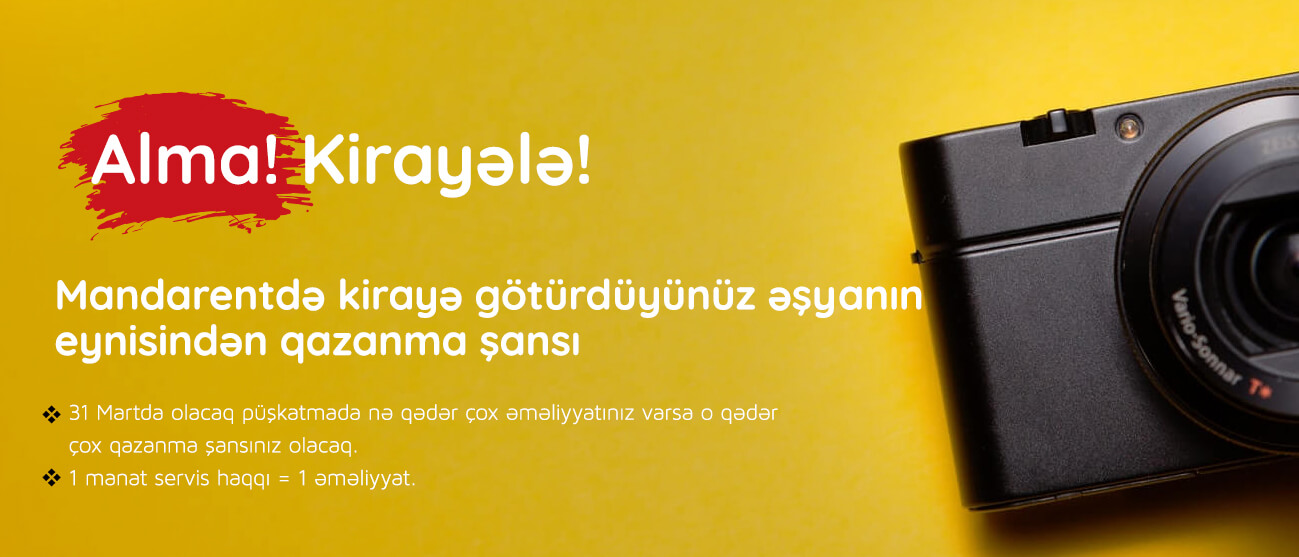 Alma! Kirayələ!
Mandarentdə kirayə götürdüyünüz əşyanın
eynisindən qazanma şansı
31 Martda olacaq püşkatmada nə qədər çox əməliyyatınız varsa o qədər
çox qazanma şansınız olacaq.
1 manat servis haqqı = 1 əməliyyat.
ZEISS
Vario-Sonnar T*